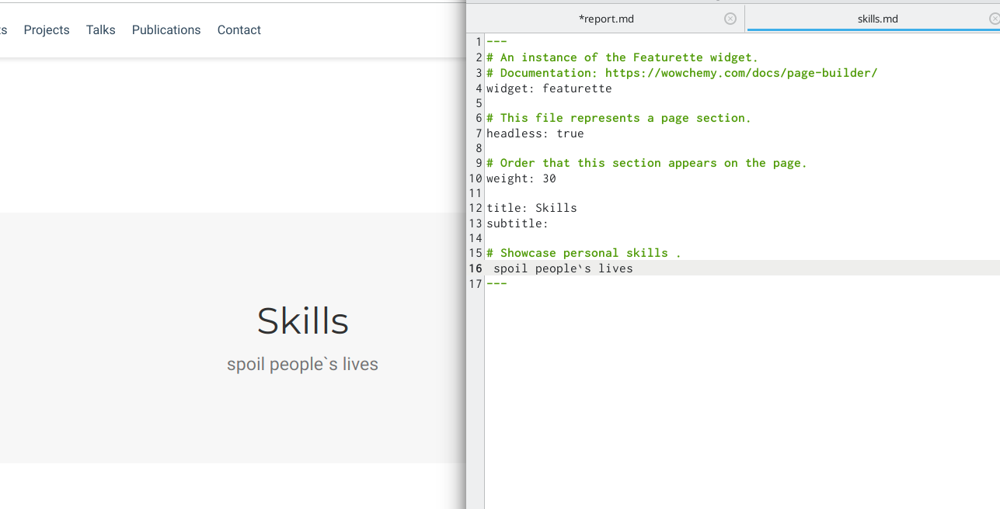 Projects Talks Publications Contact
Skills
spoil people`s lives
*report.md skills.md
1 ---
2 # An instance of the Featurette widget.
3 # Documentation: https://wowchemy.com/docs/page-builder/
4 widget: featurette
5
6 # This file represents a page section.
7 headless: true
8
9 # Order that this section appears on the page.
10 weight: 30
11
12 title: Skills
13 subtitle:
14
15 # Showcase personal skills .
16 spoil people`s lives
17 ---